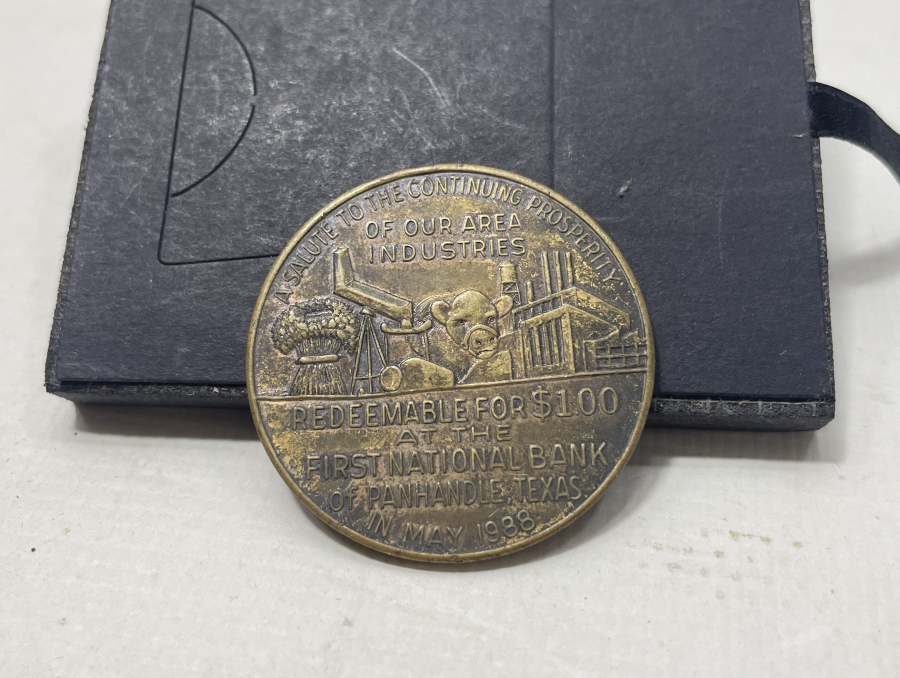 A SALUTE TO THE CONTINUING PROSPERITY
OF OUR AREA
INDUSTRIES
REDEEMABLE FOR $1.00
AT THE
FIRST NATIONAL BANK
OF PANHANDLE, TEXAS
IN MAY 1988